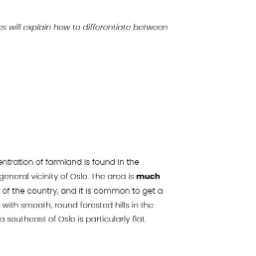 s will explain how to differentiate between
entration of farmland is found in the
general vicinity of Oslo. The area is much
of the country, and it is common to get a
with smooth, round forested hills in the
a southeast of Oslo is particularly flat.